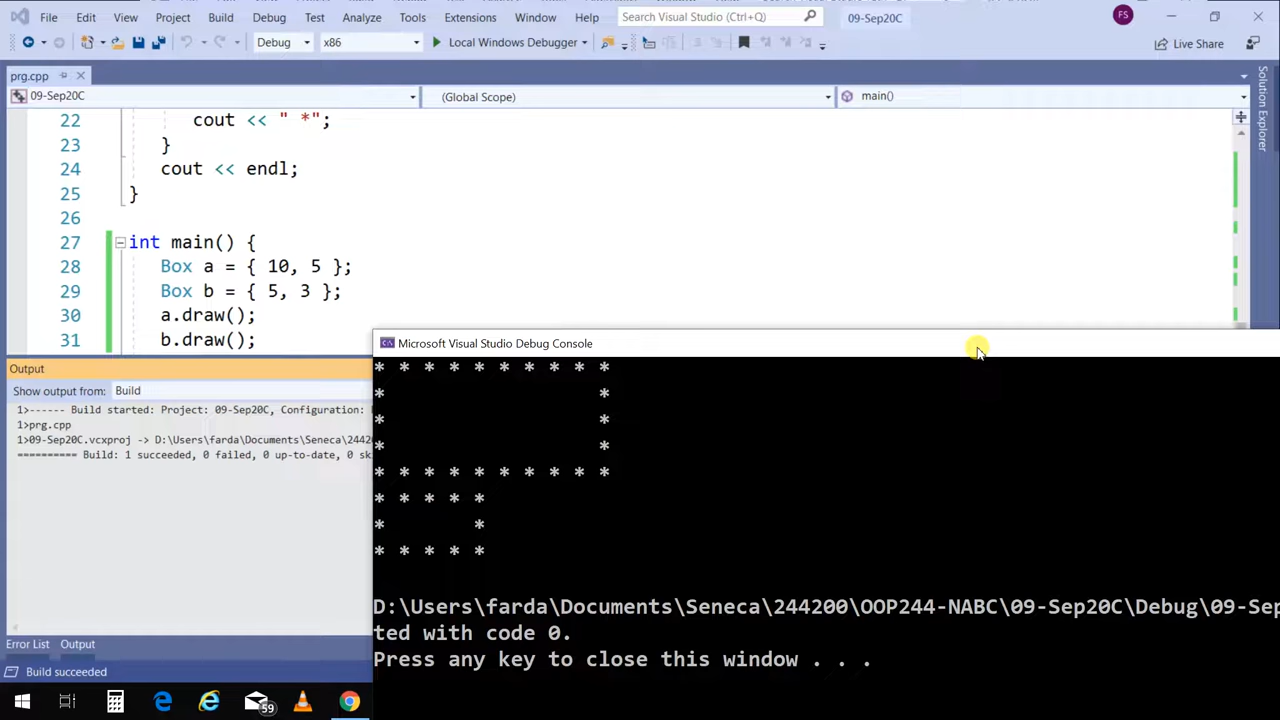 File Edit View Project Build Debug Test Analyze Tools Extensions Window Help Search Visual Studio (Ctrl+Q) 09-Sep20C FS
Debug x86 Local Windows Debugger Live Share
prg.cpp
09-Sep20C (Global Scope) main()
Solution Explorer
22 cout << " *";
23 }
24 cout << endl;
25 }
26
27 int main() {
28 Box a = { 10, 5 };
29 Box b = { 5, 3 };
30 a.draw();
31 b.draw();
Output
Show output from: Build
1>------ Build started: Project: 09-Sep20C, Configuration:
1>prg.cpp
1>09-Sep20C.vcxproj -> D:\Users\farda\Documents\Seneca\244
========== Build: 1 succeeded, 0 failed, 0 up-to-date, 0 sk
Error List Output
Build succeeded
59
Microsoft Visual Studio Debug Console
* * * * * * * * * *
*                 *
*                 *
*                 *
* * * * * * * * * *
* * * * *
*       *
* * * * *
D:\Users\farda\Documents\Seneca\244200\OOP244-NABC\09-Sep20C\Debug\09-Sep
ted with code 0.
Press any key to close this window . . .